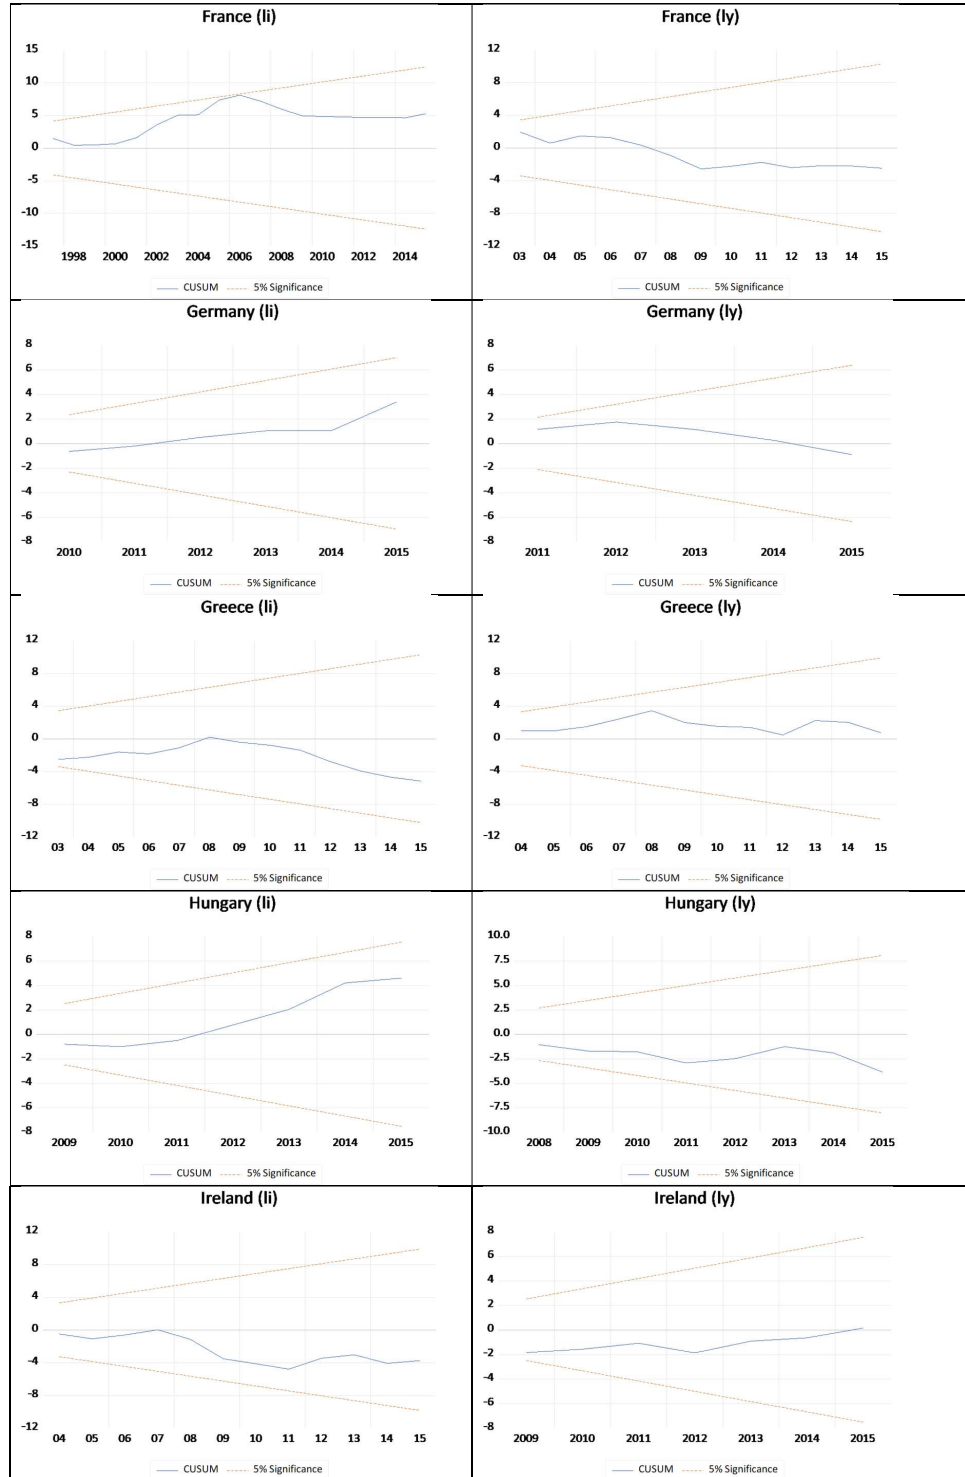 France (li)
15
10
5
0
-5
-10
-15
1998 2000 2002 2004 2006 2008 2010 2012 2014
CUSUM 5% Significance
France (ly)
12
8
4
0
-4
-8
-12
03 04 05 06 07 08 09 10 11 12 13 14 15
CUSUM 5% Significance
Germany (li)
8
6
4
2
0
-2
-4
-6
-8
2010 2011 2012 2013 2014 2015
CUSUM 5% Significance
Germany (ly)
8
6
4
2
0
-2
-4
-6
-8
2011 2012 2013 2014 2015
CUSUM 5% Significance
Greece (li)
12
8
4
0
-4
-8
-12
03 04 05 06 07 08 09 10 11 12 13 14 15
CUSUM 5% Significance
Greece (ly)
12
8
4
0
-4
-8
-12
04 05 06 07 08 09 10 11 12 13 14 15
CUSUM 5% Significance
Hungary (li)
8
6
4
2
0
-2
-4
-6
-8
2009 2010 2011 2012 2013 2014 2015
CUSUM 5% Significance
Hungary (ly)
10.0
7.5
5.0
2.5
0.0
-2.5
-5.0
-7.5
-10.0
2008 2009 2010 2011 2012 2013 2014 2015
CUSUM 5% Significance
Ireland (li)
12
8
4
0
-4
-8
-12
04 05 06 07 08 09 10 11 12 13 14 15
CUSUM 5% Significance
Ireland (ly)
8
6
4
2
0
-2
-4
-6
-8
2009 2010 2011 2012 2013 2014 2015
CUSUM 5% Significance